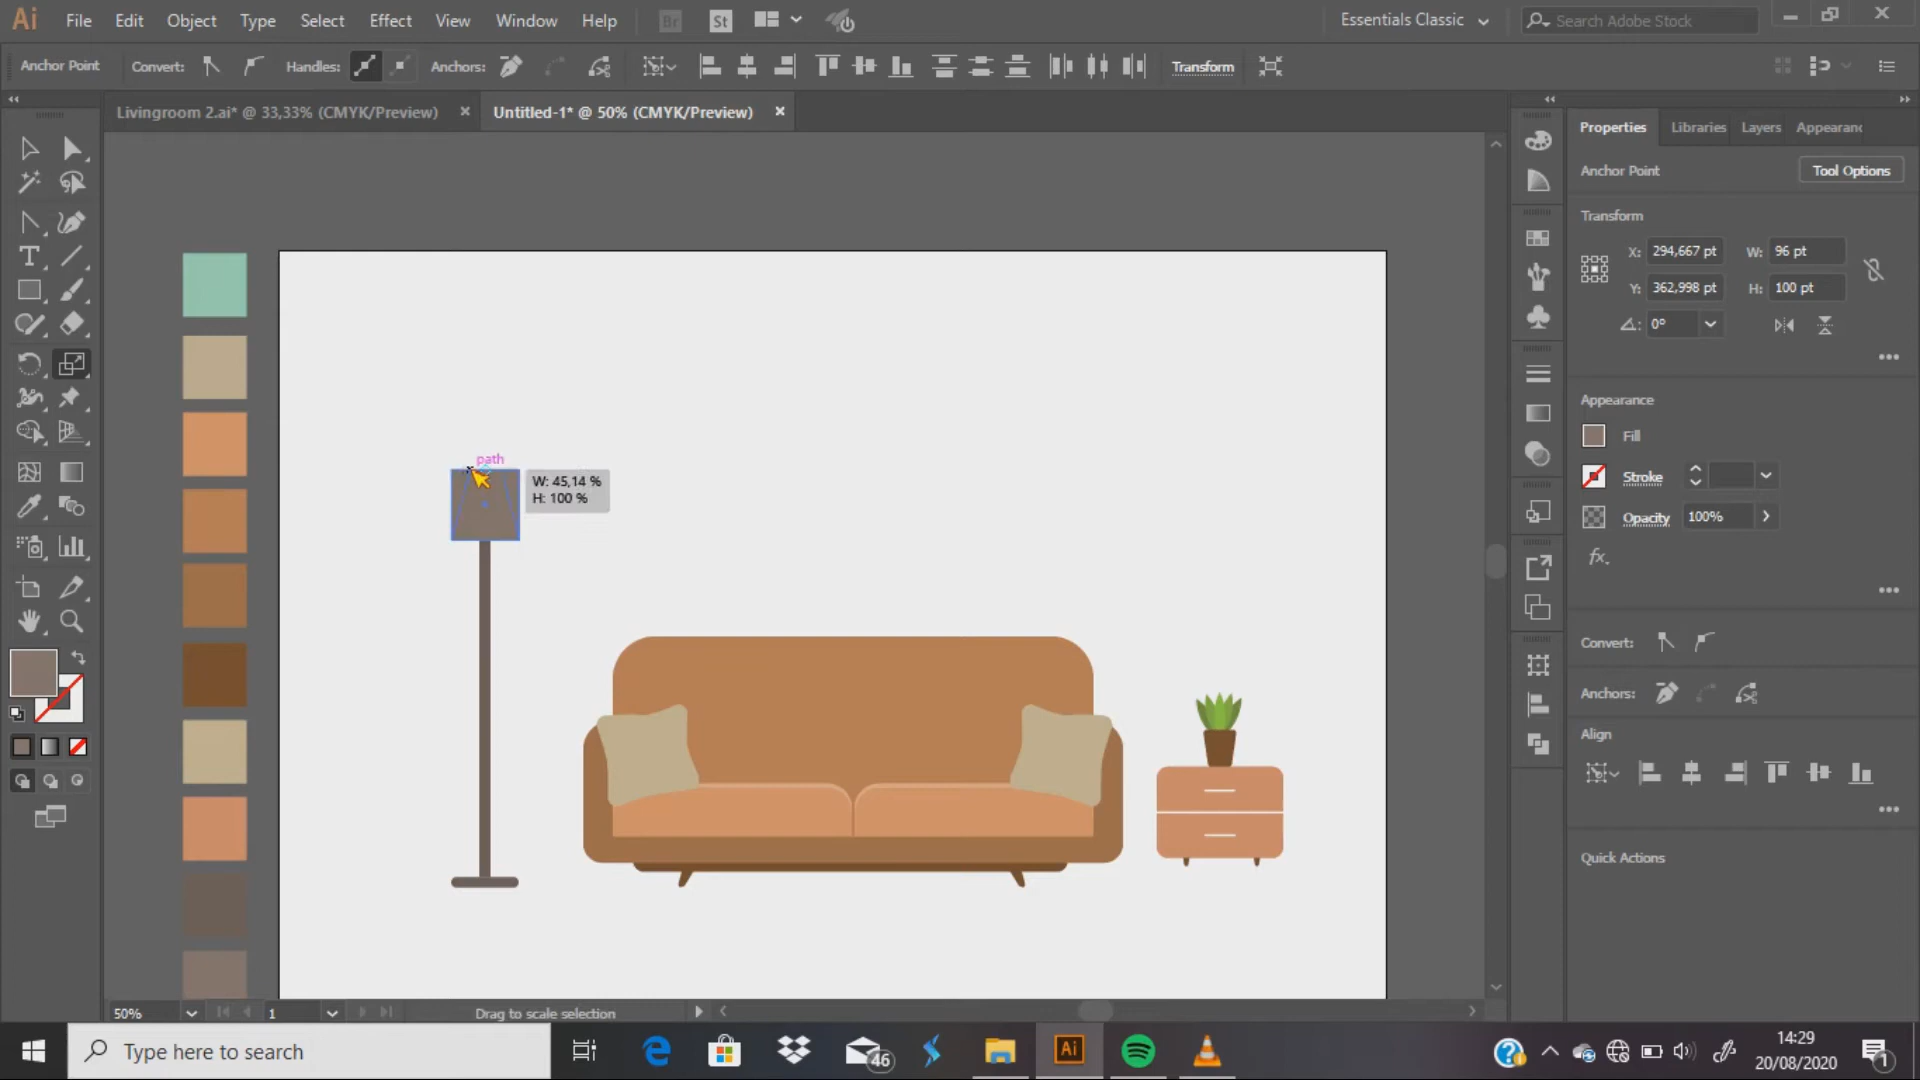 Ai File Edit Object Type Select Effect View Window Help Br St Essentials Classic Search Adobe Stock
Anchor Point Convert: Handles: Anchors: Transform
Livingroom 2.ai* @ 33,33% (CMYK/Preview) Untitled-1* @ 50% (CMYK/Preview)
Properties Libraries Layers Appearanc
Anchor Point Tool Options
Transform
X: 294,667 pt W: 96 pt
Y: 362,998 pt H: 100 pt
0°
Appearance
Fill
Stroke
Opacity 100%
fx.
Convert:
Anchors:
Align
Quick Actions
path
W: 45,14 %
H: 100 %
50% 1 Drag to scale selection
Type here to search
46
Ai
14:29
20/08/2020
1